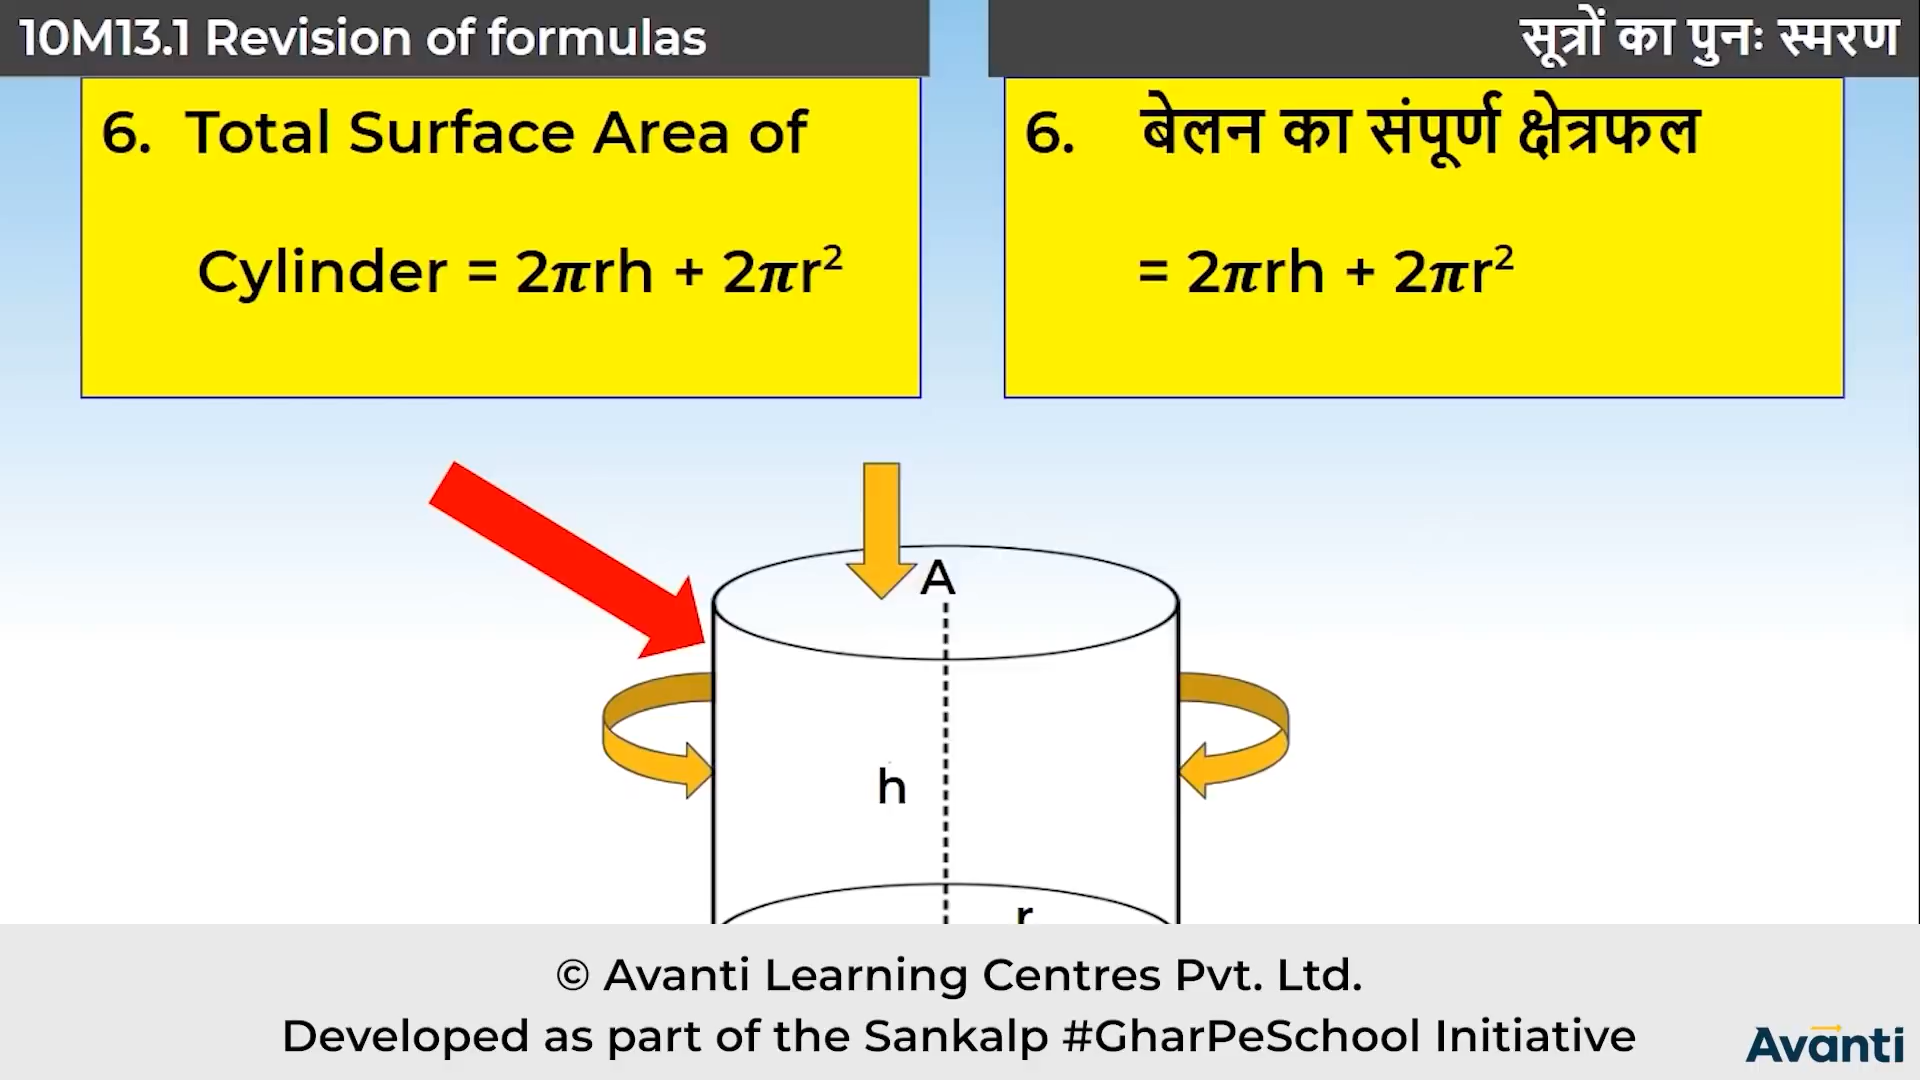 10M13.1 Revision of formulas
सूत्रों का पुनः स्मरण
6. Total Surface Area of
Cylinder = 2𝝅rh + 2𝝅r²
6. बेलन का संपूर्ण क्षेत्रफल
= 2𝝅rh + 2𝝅r²
A
h
r
© Avanti Learning Centres Pvt. Ltd.
Developed as part of the Sankalp #GharPeSchool Initiative
Avanti